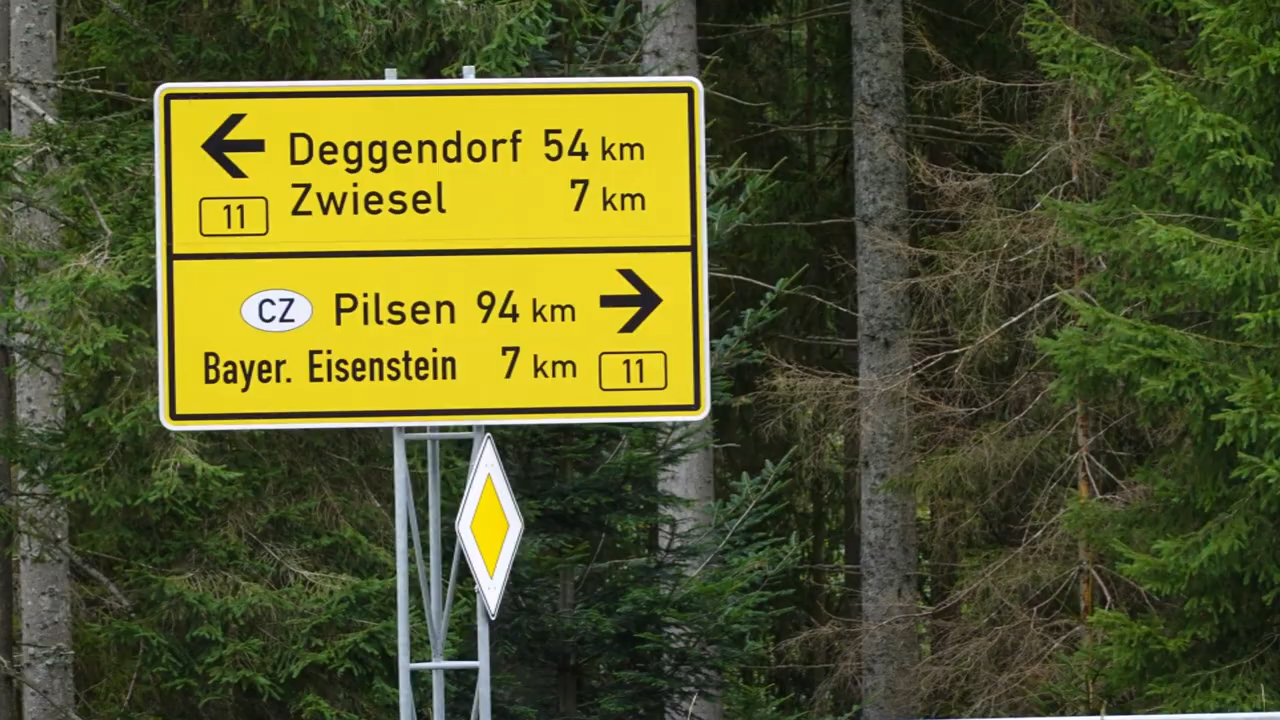 Deggendorf 54 km
11 Zwiesel 7 km
CZ Pilsen 94 km
Bayer. Eisenstein 7 km 11